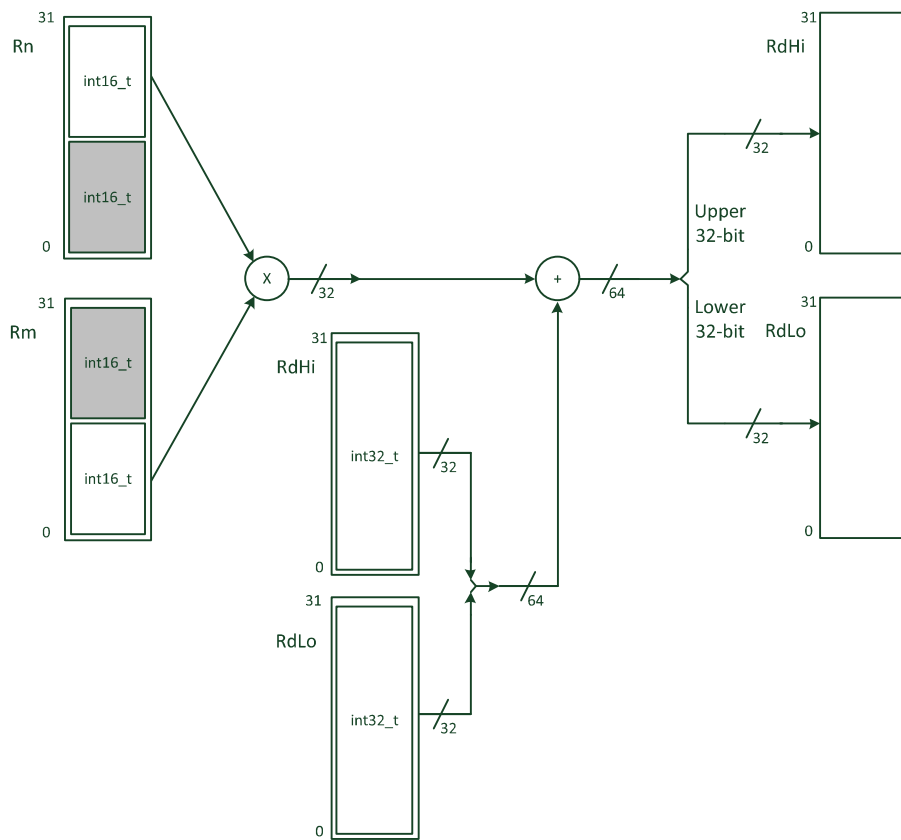 31
Rn
int16_t
int16_t
0
31
Rm
int16_t
int16_t
0
X
32
31
RdHi
int32_t
32
0
31
RdLo
int32_t
32
0
64
+
64
Upper
32-bit
Lower
32-bit
32
32
31
RdHi
0
31
RdLo
0